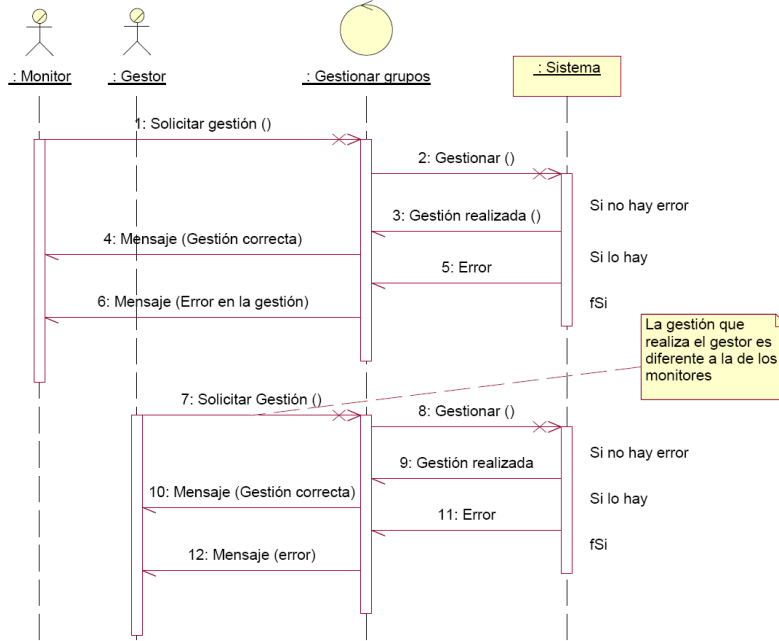 : Monitor
: Gestor
: Gestionar grupos
: Sistema
1: Solicitar gestión ()
2: Gestionar ()
Si no hay error
3: Gestión realizada ()
4: Mensaje (Gestión correcta)
Si lo hay
5: Error
6: Mensaje (Error en la gestión)
fSi
La gestión que
realiza el gestor es
diferente a la de los
monitores
7: Solicitar Gestión ()
8: Gestionar ()
Si no hay error
9: Gestión realizada
10: Mensaje (Gestión correcta)
Si lo hay
11: Error
fSi
12: Mensaje (error)